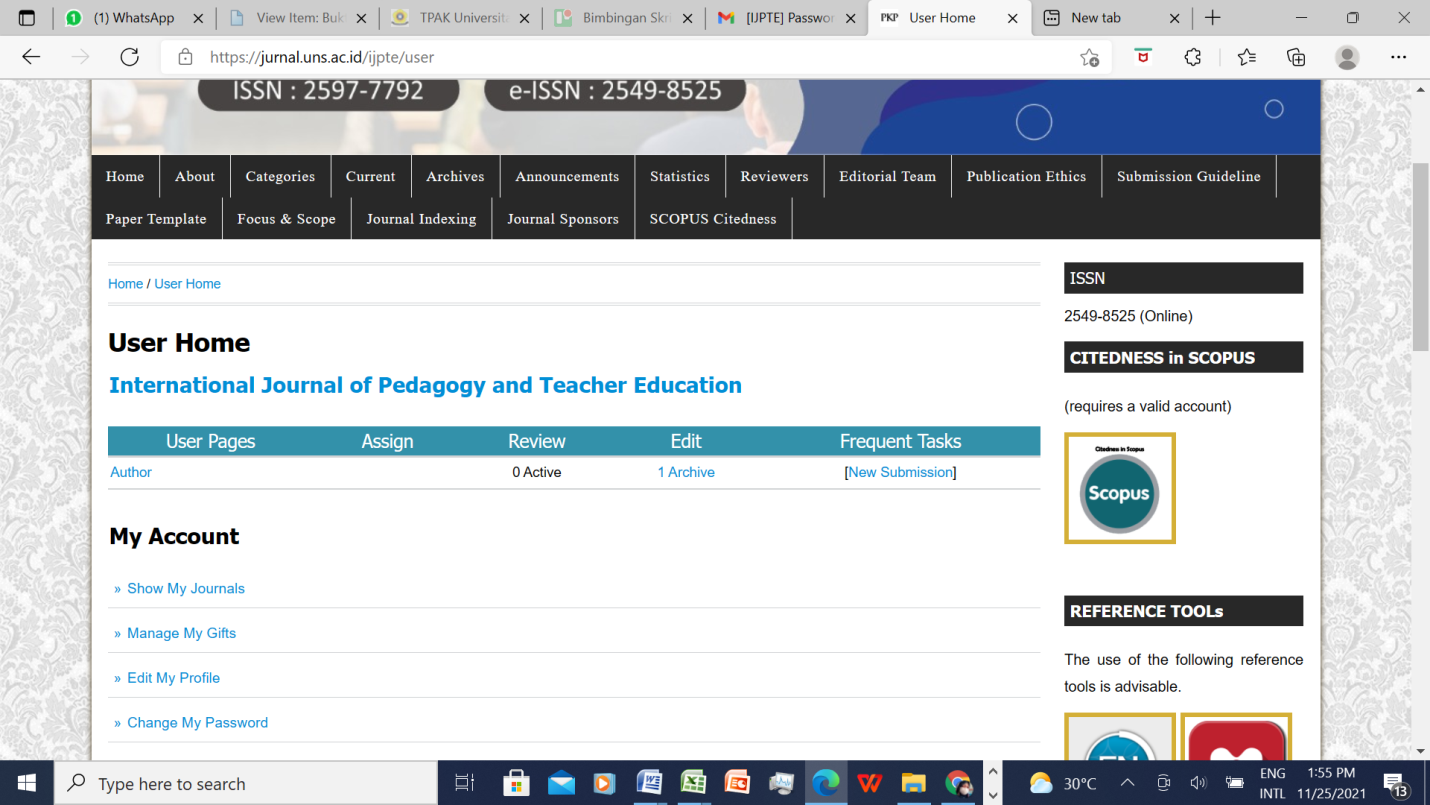 (1) WhatsApp
View Item: Buk
TPAK Universita
Bimbingan Skri
[IJPTE] Passwor
PKP User Home
New tab
https://jurnal.uns.ac.id/ijpte/user
ISSN : 2597-7792
e-ISSN : 2549-8525
Home About Categories Current Archives Announcements Statistics Reviewers Editorial Team Publication Ethics Submission Guideline
Paper Template Focus & Scope Journal Indexing Journal Sponsors SCOPUS Citedness
Home / User Home
User Home
International Journal of Pedagogy and Teacher Education
User Pages Assign Review Edit Frequent Tasks
Author 0 Active 1 Archive [New Submission]
My Account
» Show My Journals
» Manage My Gifts
» Edit My Profile
» Change My Password
ISSN
2549-8525 (Online)
CITEDNESS in SCOPUS
(requires a valid account)
Citedness in Scopus
Scopus
REFERENCE TOOLs
The use of the following reference
tools is advisable.
Type here to search
30°C
ENG
INTL
1:55 PM
11/25/2021
13